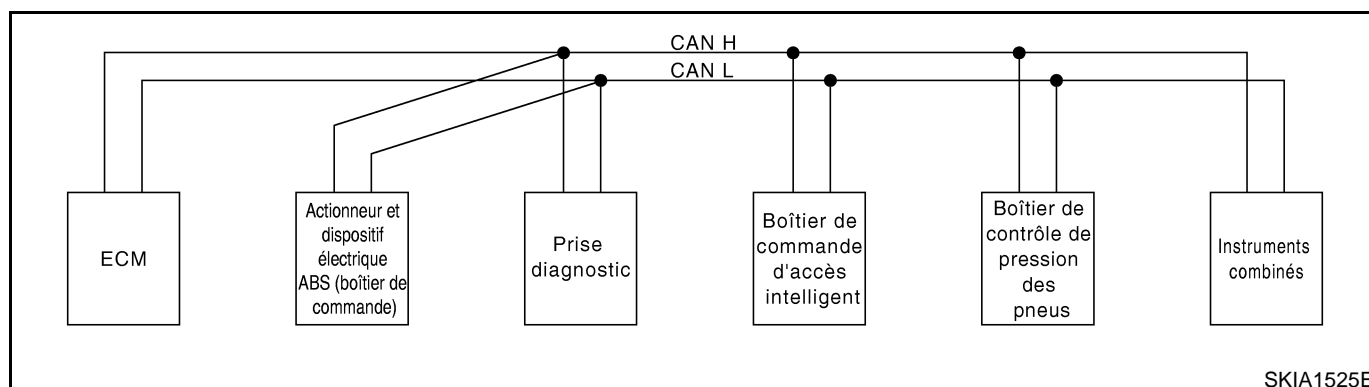 CAN H
CAN L
ECM
Actionneur et
dispositif
électrique
ABS (boîtier de
commande)
Prise
diagnostic
Boîtier de
commande
d'accès
intelligent
Boîtier de
contrôle de
pression
des
pneus
Instruments
combinés
SKIA1525E